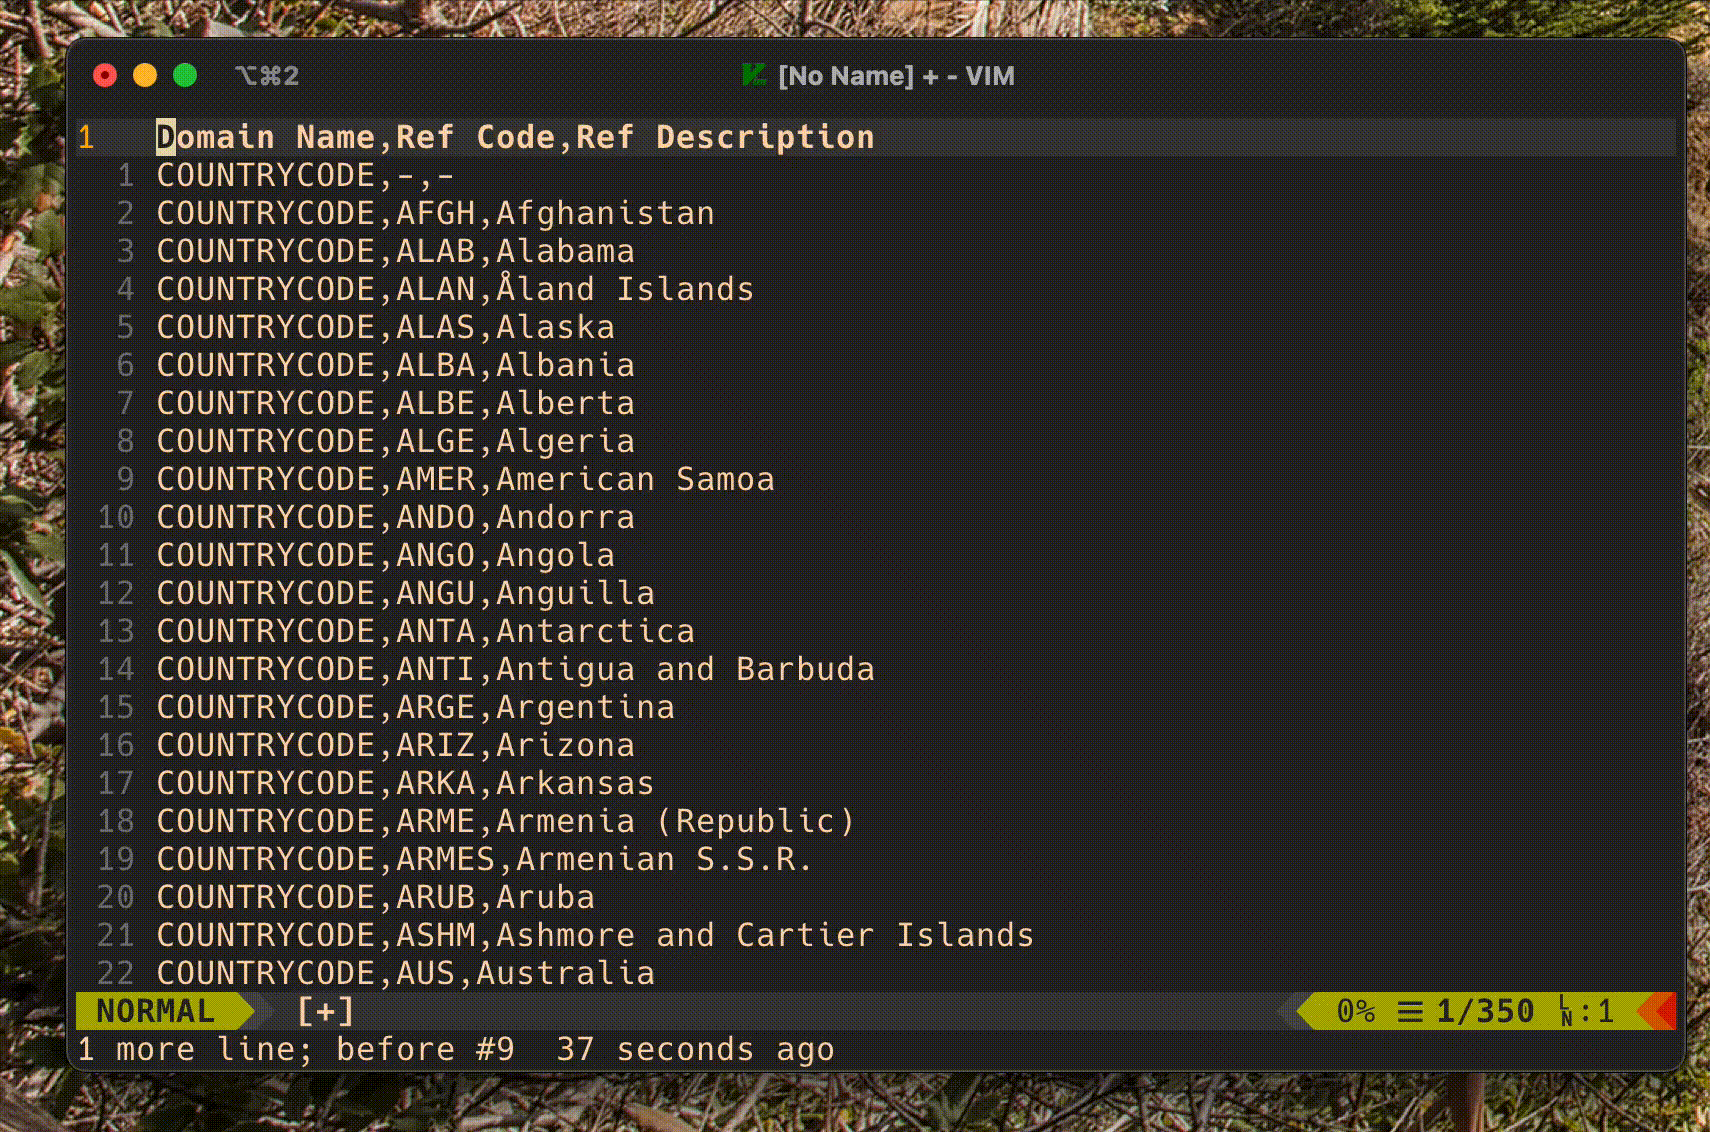 ⌥⌘2 [No Name] + - VIM
1 Domain Name,Ref Code,Ref Description
1 COUNTRYCODE,-,-
2 COUNTRYCODE,AFGH,Afghanistan
3 COUNTRYCODE,ALAB,Alabama
4 COUNTRYCODE,ALAN,Åland Islands
5 COUNTRYCODE,ALAS,Alaska
6 COUNTRYCODE,ALBA,Albania
7 COUNTRYCODE,ALBE,Alberta
8 COUNTRYCODE,ALGE,Algeria
9 COUNTRYCODE,AMER,American Samoa
10 COUNTRYCODE,ANDO,Andorra
11 COUNTRYCODE,ANGO,Angola
12 COUNTRYCODE,ANGU,Anguilla
13 COUNTRYCODE,ANTA,Antarctica
14 COUNTRYCODE,ANTI,Antigua and Barbuda
15 COUNTRYCODE,ARGE,Argentina
16 COUNTRYCODE,ARIZ,Arizona
17 COUNTRYCODE,ARKA,Arkansas
18 COUNTRYCODE,ARME,Armenia (Republic)
19 COUNTRYCODE,ARMES,Armenian S.S.R.
20 COUNTRYCODE,ARUB,Aruba
21 COUNTRYCODE,ASHM,Ashmore and Cartier Islands
22 COUNTRYCODE,AUS,Australia
NORMAL [+] 0% ☰ 1/350 LN:1
1 more line; before #9  37 seconds ago